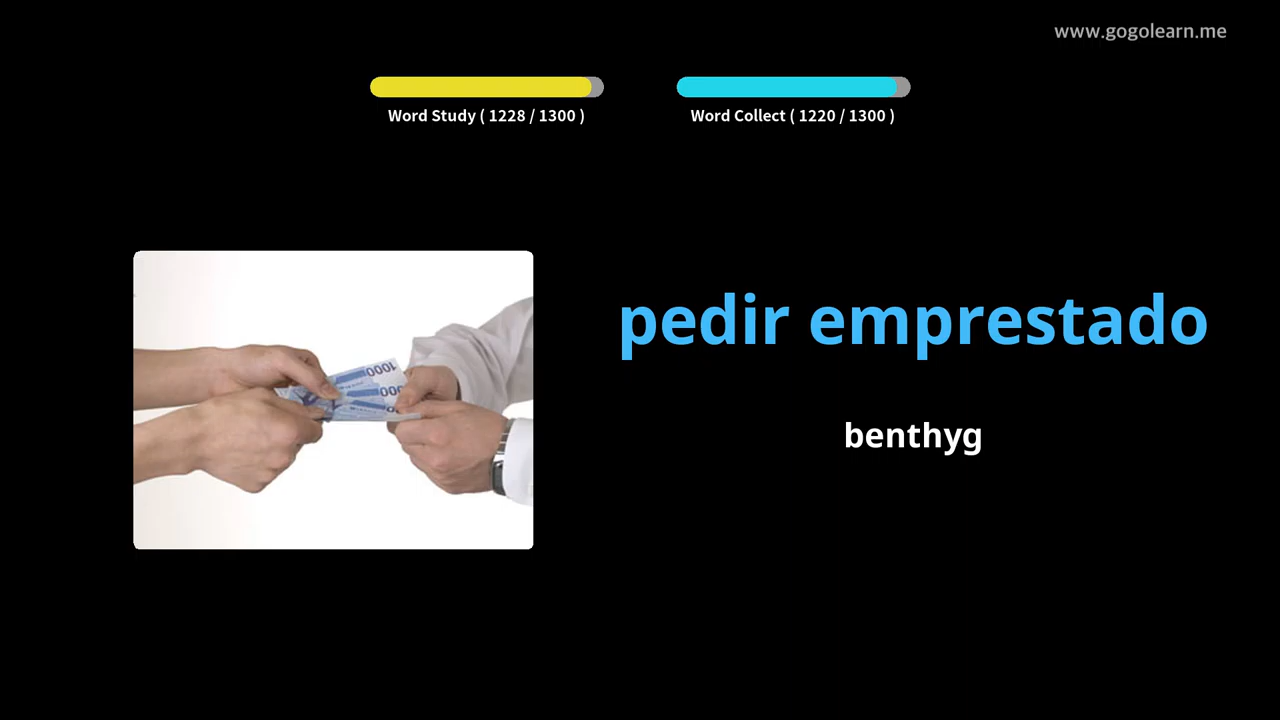 www.gogolearn.me
Word Study ( 1228 / 1300 )
Word Collect ( 1220 / 1300 )
pedir emprestado
benthyg